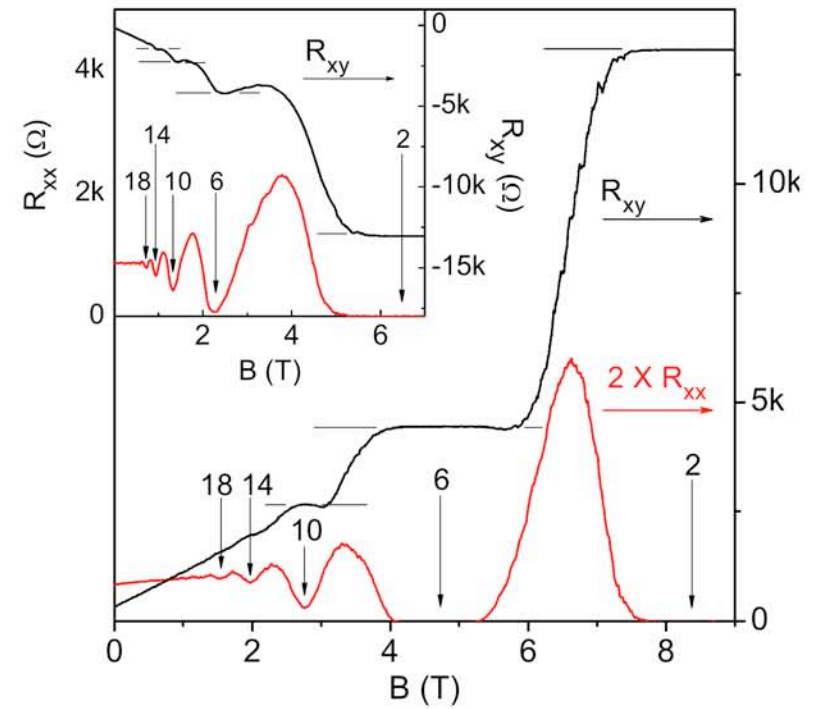 0
R_xy
4k
-5k
R_xx (Ω)
R_xy (Ω)
14
2
2k
18 10 6
-10k
10k
R_xy
-15k
0
2 4 6
B (T)
2 X R_xx
5k
18 14
6
2
10
0
0 2 4 6 8
B (T)